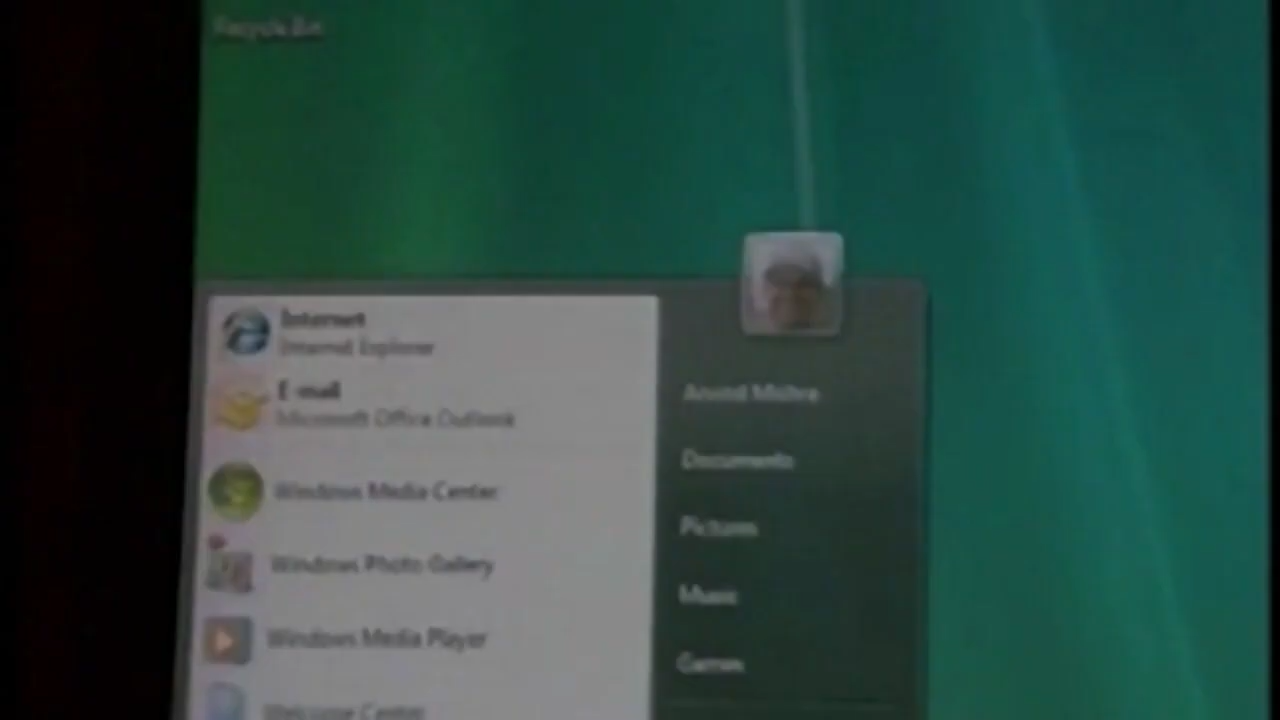 Recycle Bin
Internet
Internet Explorer
E-mail
Microsoft Office Outlook
Windows Media Center
Windows Photo Gallery
Windows Media Player
Welcome Center
Arvind Mishra
Documents
Pictures
Music
Games